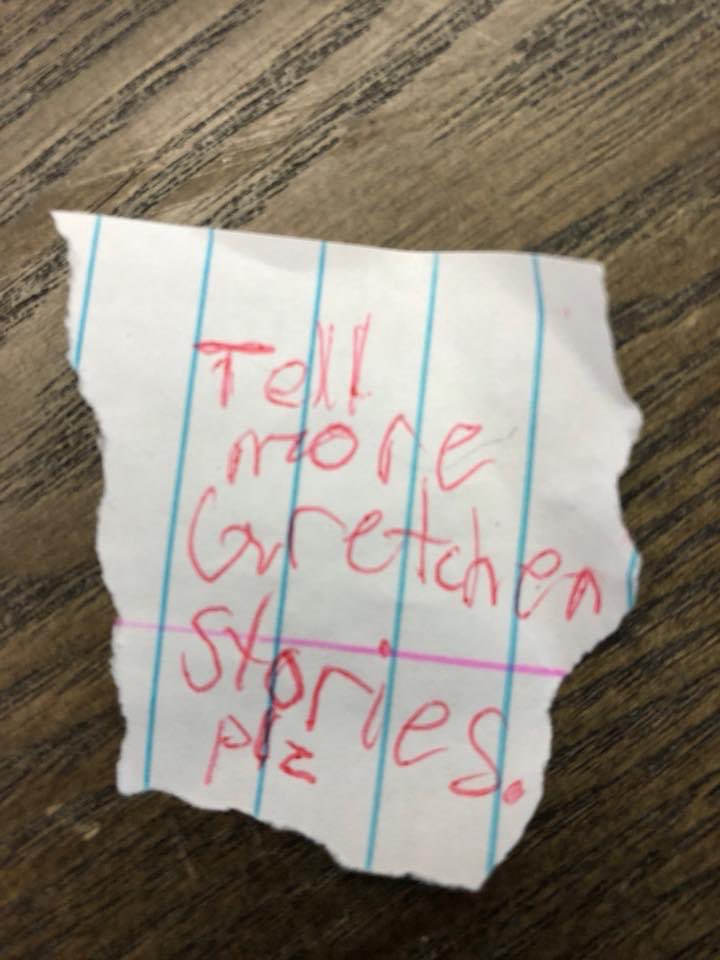 Tell
more
Gretchen
stories.
plz